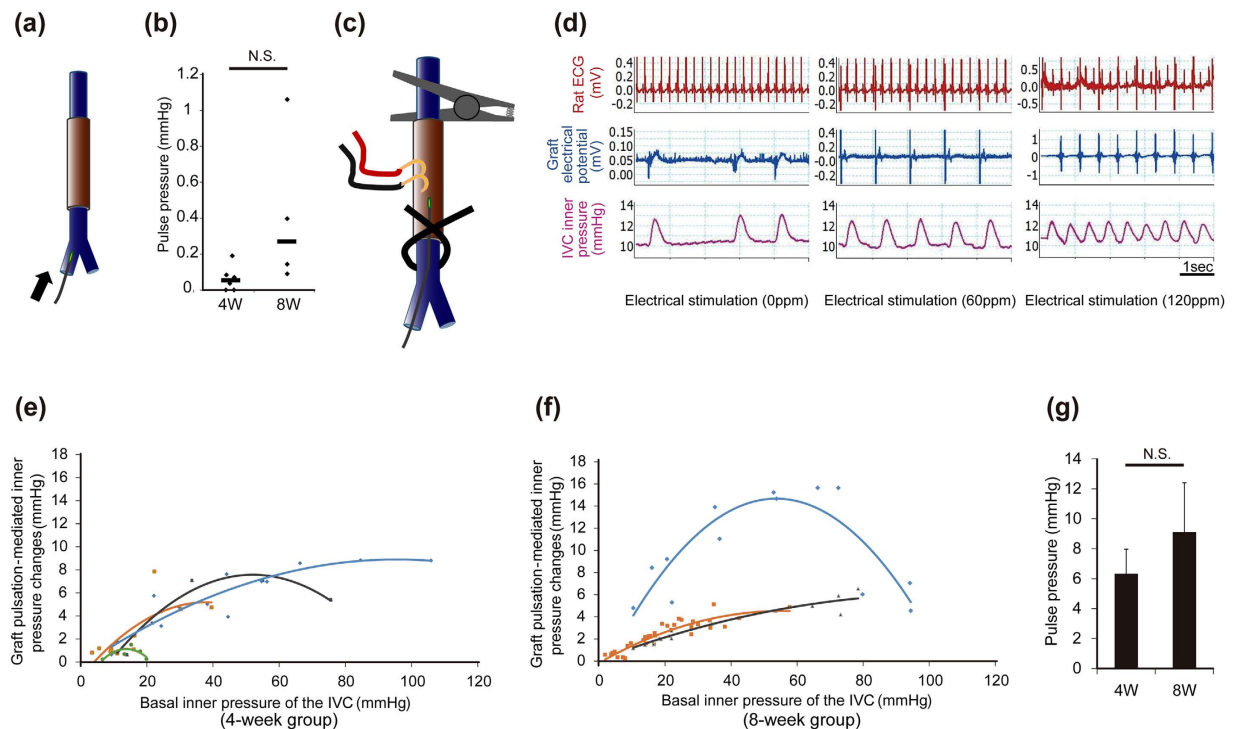 (a)
(b)
N.S.
Pulse pressure (mmHg)
1.2
1.0
0.8
0.6
0.4
0.2
0.
4W
8W
(c)
(d)
Rat ECG
(mV)
0.4
0.2
0.0
-0.2
0.4
0.2
0.0
-0.2
0.5
0.0
-0.5
Graft
electrical
potential
(mV)
0.15
0.10
0.05
0.00
0.4
0.2
-0.0
-0.2
1
0
-1
IVC inner
pressure
(mmHg)
14
12
10
14
12
10
14
12
10
1sec
Electrical stimulation (0ppm)
Electrical stimulation (60ppm)
Electrical stimulation (120ppm)
(e)
Graft pulsation-mediated inner
pressure changes(mmHg)
18
16
14
12
10
8
6
4
2
0
0
20
40
60
80
100
120
Basal inner pressure of the IVC (mmHg)
(4-week group)
(f)
Graft pulsation-mediated inner
pressure changes(mmHg)
18
16
14
12
10
8
6
4
2
0
0
20
40
60
80
100
120
Basal inner pressure of the IVC (mmHg)
(8-week group)
(g)
N.S.
Pulse pressure (mmHg)
14
12
10
8
6
4
2
0
4W
8W